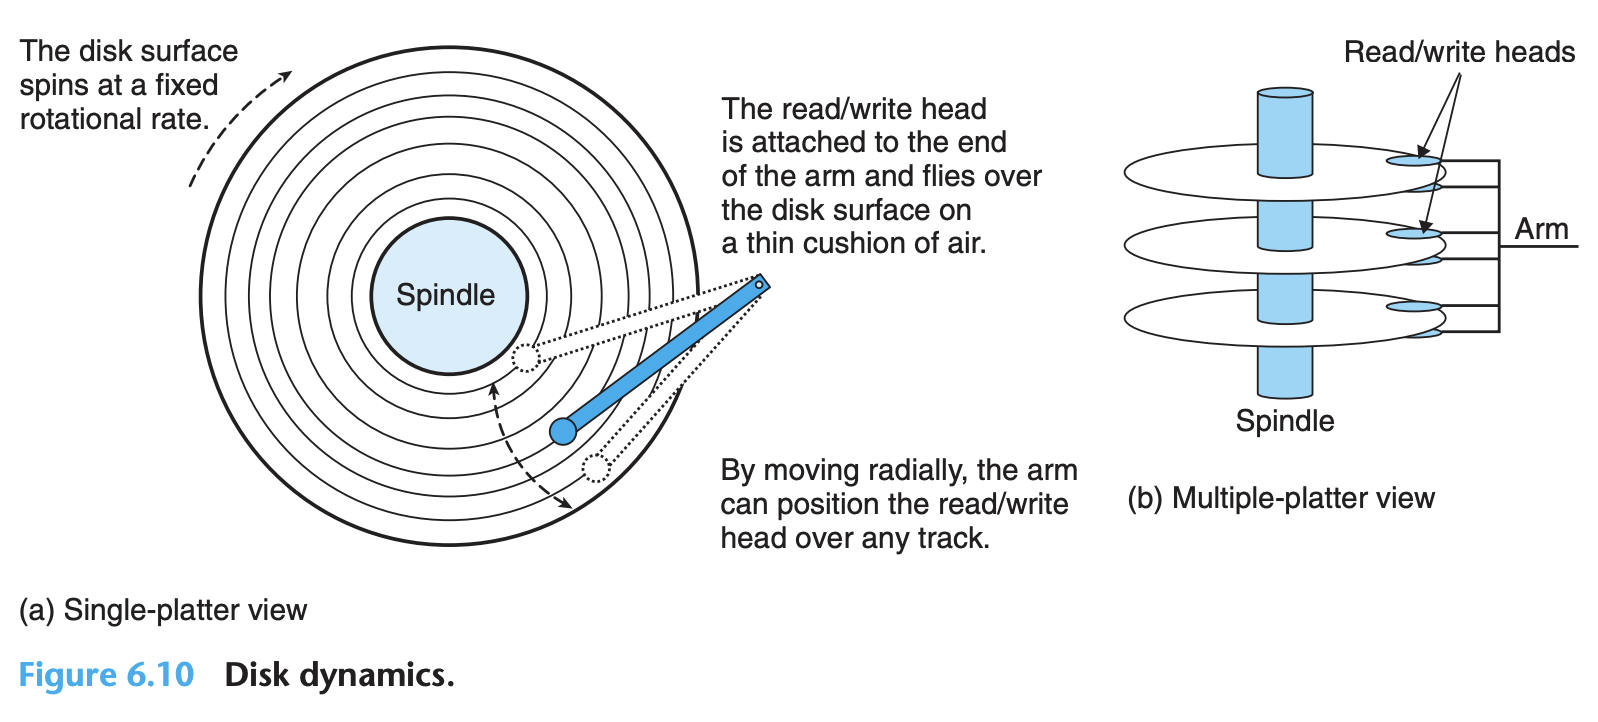 The disk surface
spins at a fixed
rotational rate.
Spindle
The read/write head
is attached to the end
of the arm and flies over
the disk surface on
a thin cushion of air.
By moving radially, the arm
can position the read/write
head over any track.
(a) Single-platter view
Read/write heads
Arm
Spindle
(b) Multiple-platter view
Figure 6.10 Disk dynamics.